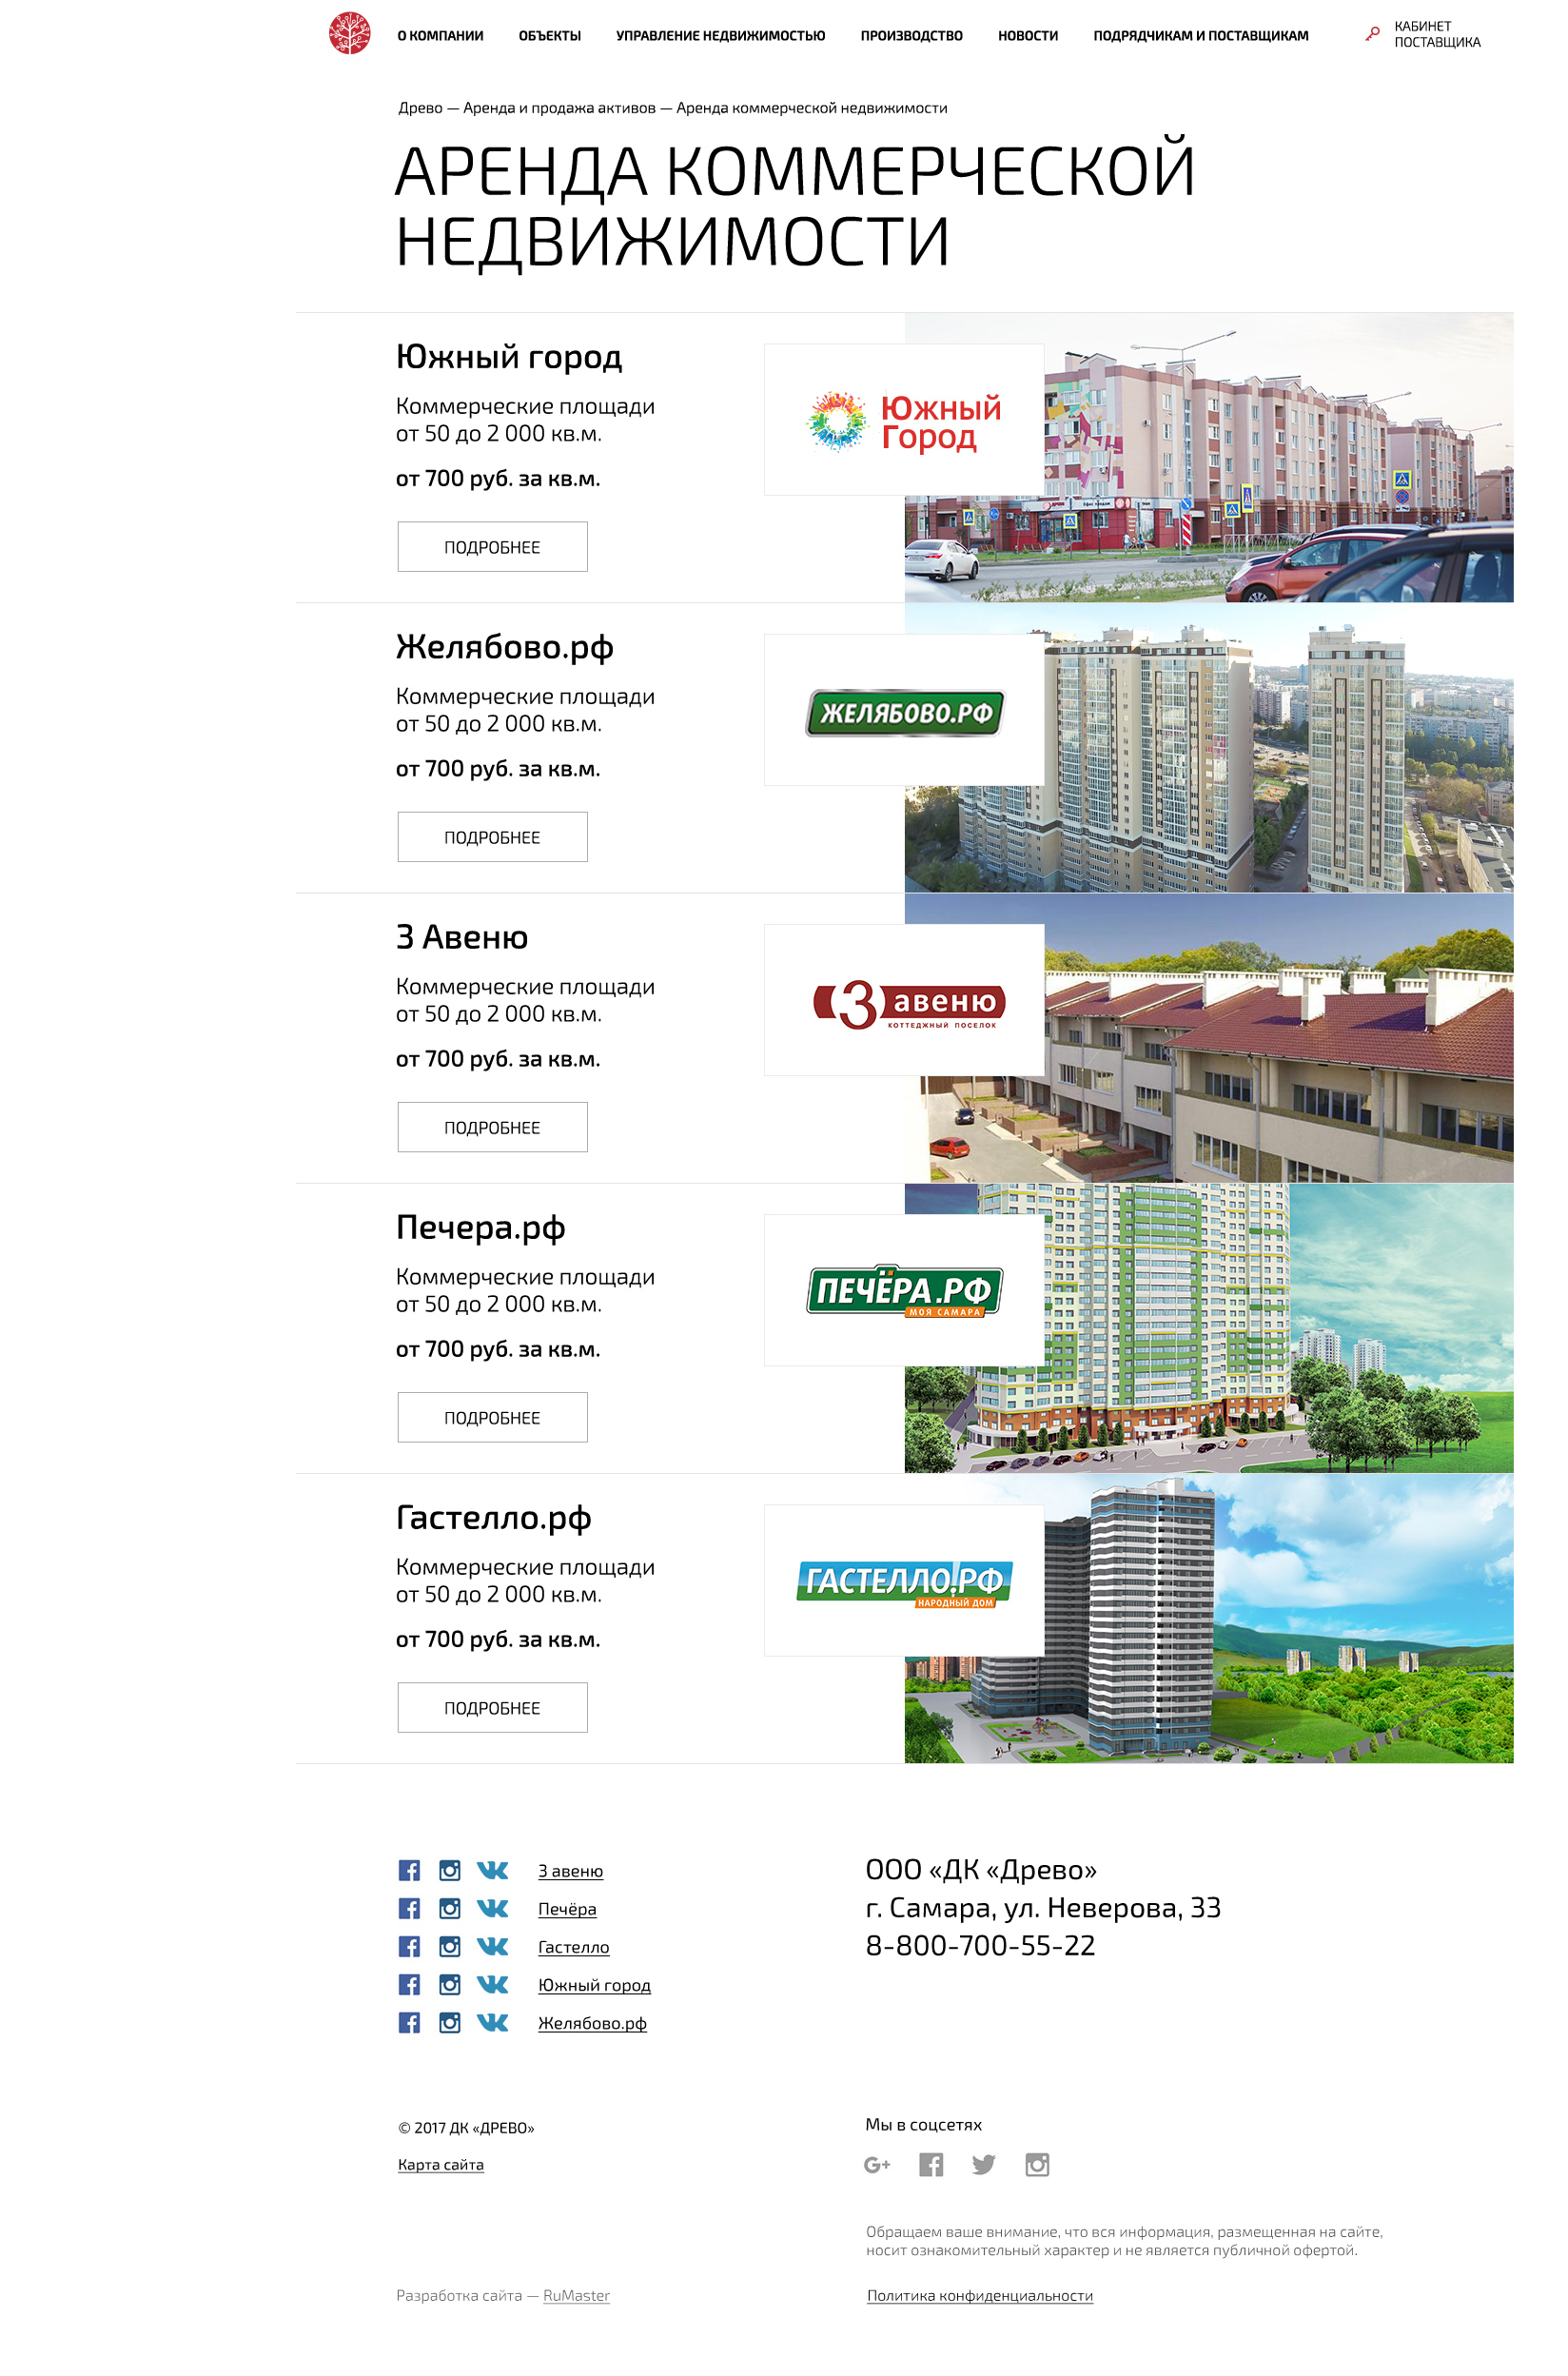 О КОМПАНИИ ОБЪЕКТЫ УПРАВЛЕНИЕ НЕДВИЖИМОСТЬЮ ПРОИЗВОДСТВО НОВОСТИ ПОДРЯДЧИКАМ И ПОСТАВЩИКАМ
КАБИНЕТ
ПОСТАВЩИКА
Древо — Аренда и продажа активов — Аренда коммерческой недвижимости
АРЕНДА КОММЕРЧЕСКОЙ
НЕДВИЖИМОСТИ
Южный город
Коммерческие площади
от 50 до 2 000 кв.м.
от 700 руб. за кв.м.
ПОДРОБНЕЕ
Южный
Город
Желябово.рф
Коммерческие площади
от 50 до 2 000 кв.м.
от 700 руб. за кв.м.
ПОДРОБНЕЕ
ЖЕЛЯБОВО.РФ
3 Авеню
Коммерческие площади
от 50 до 2 000 кв.м.
от 700 руб. за кв.м.
ПОДРОБНЕЕ
3 авеню
КОТТЕДЖНЫЙ ПОСЕЛОК
Печера.рф
Коммерческие площади
от 50 до 2 000 кв.м.
от 700 руб. за кв.м.
ПОДРОБНЕЕ
ПЕЧЁРА.РФ
МОЯ САМАРА
Гастелло.рф
Коммерческие площади
от 50 до 2 000 кв.м.
от 700 руб. за кв.м.
ПОДРОБНЕЕ
ГАСТЕЛЛО!РФ
НАРОДНЫЙ ДОМ
3 авеню
Печёра
Гастелло
Южный город
Желябово.рф
ООО «ДК «Древо»
г. Самара, ул. Неверова, 33
8-800-700-55-22
© 2017 ДК «ДРЕВО»
Карта сайта
Мы в соцсетях
Обращаем ваше внимание, что вся информация, размещенная на сайте,
носит ознакомительный характер и не является публичной офертой.
Разработка сайта — RuMaster
Политика конфиденциальности